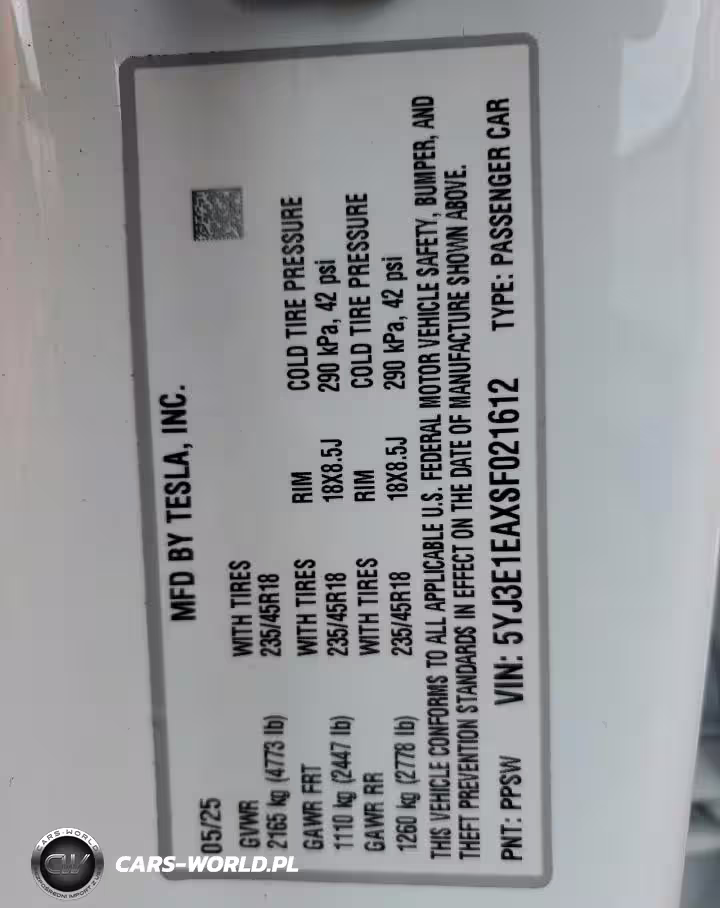 MFD BY TESLA, INC.
05/25
GVWR WITH TIRES
2165 kg (4773 lb) 235/45R18
GAWR FRT WITH TIRES RIM COLD TIRE PRESSURE
1110 kg (2447 lb) 235/45R18 18X8.5J 290 kPa, 42 psi
GAWR RR WITH TIRES RIM COLD TIRE PRESSURE
1260 kg (2778 lb) 235/45R18 18X8.5J 290 kPa, 42 psi
THIS VEHICLE CONFORMS TO ALL APPLICABLE U.S. FEDERAL MOTOR VEHICLE SAFETY, BUMPER, AND
THEFT PREVENTION STANDARDS IN EFFECT ON THE DATE OF MANUFACTURE SHOWN ABOVE.
PNT: PPSW VIN: 5YJ3E1EAXSF021612 TYPE: PASSENGER CAR
CARS-WORLD
CW
CARS-WORLD.PL